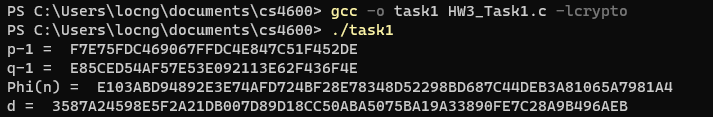 PS C:\Users\locng\documents\cs4600> gcc -o task1 HW3_Task1.c -lcrypto
PS C:\Users\locng\documents\cs4600> ./task1
p-1 =  F7E75FDC469067FFDC4E847C51F452DE
q-1 =  E85CED54AF57E53E092113E62F436F4E
Phi(n) =  E103ABD94892E3E74AFD724BF28E78348D52298BD687C44DEB3A81065A7981A4
d =  3587A24598E5F2A21DB007D89D18CC50ABA5075BA19A33890FE7C28A9B496AEB